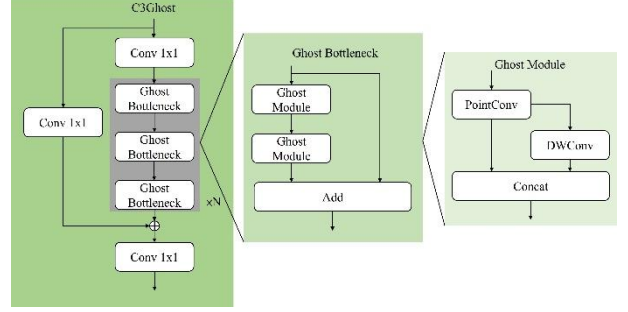 C3Ghost
Conv 1x1
Conv 1x1
Ghost
Bottleneck
Ghost
Bottleneck
Ghost
Bottleneck
xN
Conv 1x1
Ghost Bottleneck
Ghost
Module
Ghost
Module
Add
Ghost Module
PointConv
DWConv
Concat